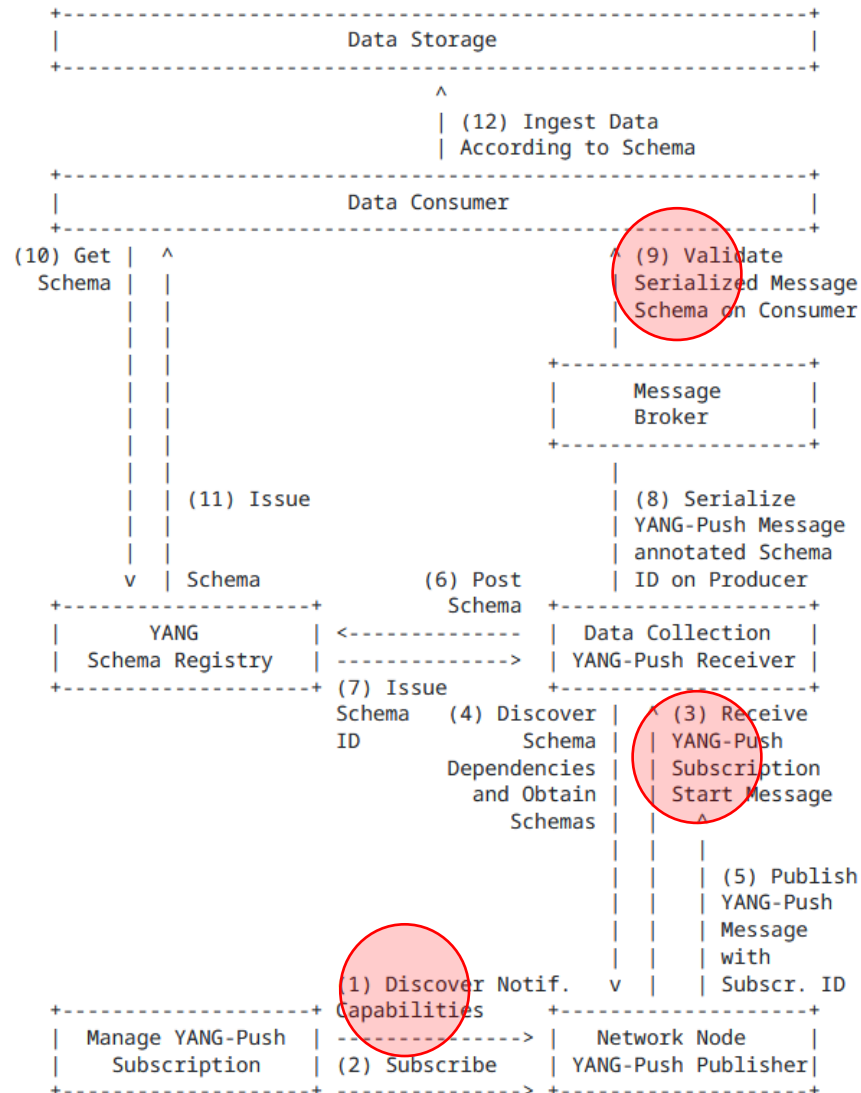 +------------------------------------------------------------+
|                       Data Storage                         |
+------------------------------------------------------------+
                               ^
                               | (12) Ingest Data
                               | According to Schema
+------------------------------------------------------------+
|                       Data Consumer                        |
+------------------------------------------------------------+
(10) Get |  ^                                   ^ (9) Validate
  Schema |  |                                   | Serialized Message
         |  |                                   | Schema on Consumer
         |  |                                   |
         |  |                              +--------------------+
         |  |                              |      Message       |
         |  |                              |      Broker        |
         |  |                              +--------------------+
         |  |                                   |
         |  | (11) Issue                        | (8) Serialize
         |  |                                   | YANG-Push Message
         |  |                                   | annotated Schema
         v  | Schema             (6) Post       | ID on Producer
+--------------------+             Schema  +--------------------+
|       YANG         | <--------------     |  Data Collection   |
|  Schema Registry   | -------------->     | YANG-Push Receiver |
+--------------------+ (7) Issue           +--------------------+
                       Schema   (4) Discover |  ^ (3) Receive
                       ID             Schema |  | YANG-Push
                                Dependencies |  | Subscription
                                  and Obtain |  | Start Message
                                     Schemas |  |   ^
                                             |  |   |
                                             |  |   | (5) Publish
                                             |  |   | YANG-Push
                                             |  |   | Message
                                             |  |   | with
                       (1) Discover Notif.   v  |   | Subscr. ID
+--------------------+ Capabilities        +--------------------+
|  Manage YANG-Push  | --------------->    |   Network Node     |
|    Subscription    | (2) Subscribe       | YANG-Push Publisher|
+--------------------+ --------------->    +--------------------+